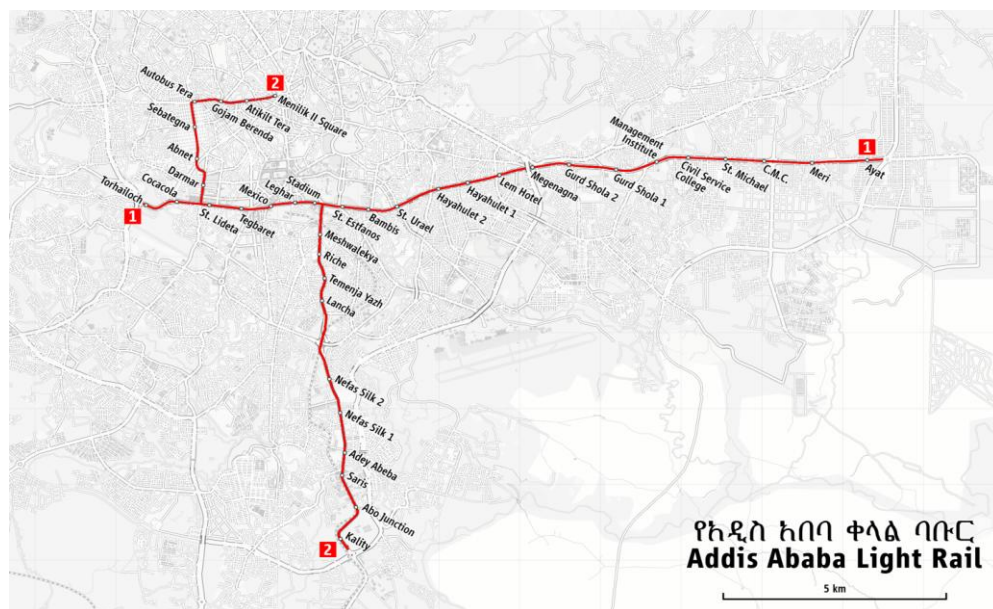 2
Menilik II Square
Atikilt Tera
Gojam Berenda
Autobus Tera
Sebategna
Abnet
Darmar
Cocacola
Torhailoch
1
St. Lideta
Tegbaret
Mexico
Leghar
Stadium
St. Estfanos
Bambis
St. Urael
Hayahulet 2
Hayahulet 1
Lem Hotel
Megenagna
Gurd Shola 2
Gurd Shola 1
Management
Institute
Civil Service
College
St. Michael
C.M.C.
Meri
Ayat
1
Meshwalekya
Riche
Temenja Yazh
Lancha
Nefas Silk 2
Nefas Silk 1
Adey Abeba
Saris
Abo Junction
Kality
2
የአዲስ አበባ ቀላል ባቡር
Addis Ababa Light Rail
5 km